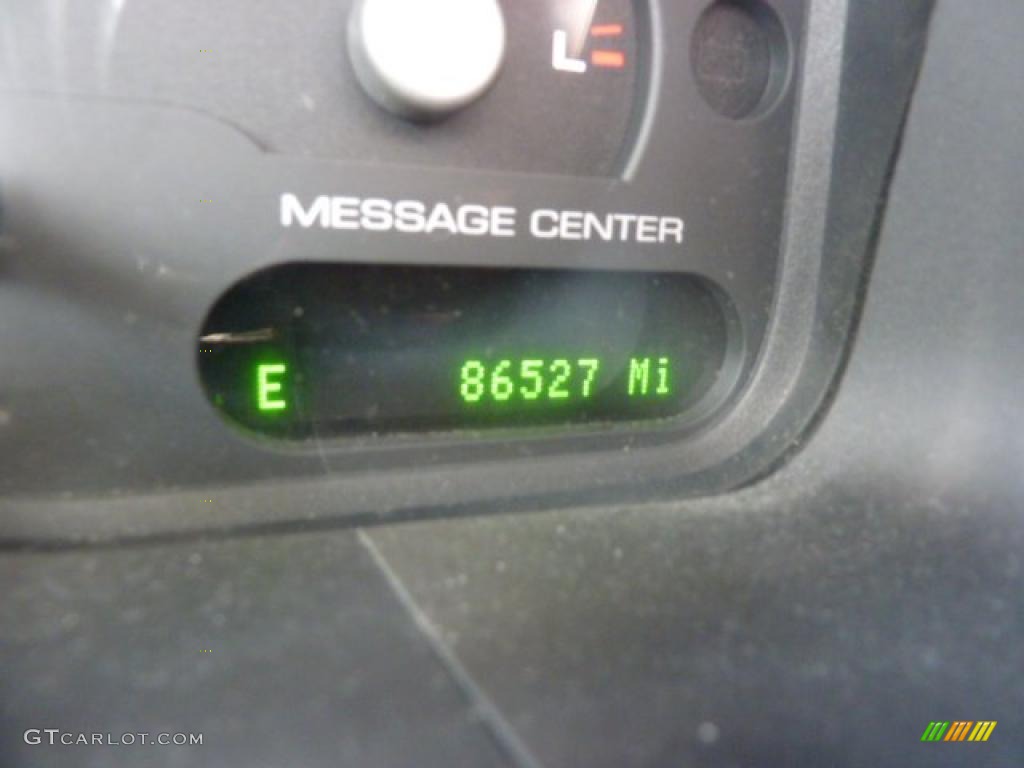 L
MESSAGE CENTER
E 86527 Mi
GTCARLOT.COM